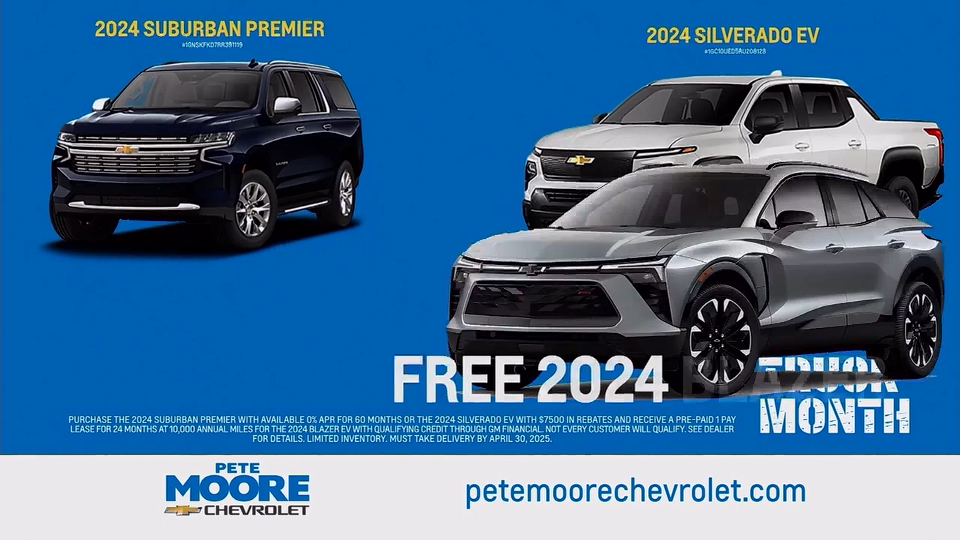 2024 SUBURBAN PREMIER
#1GNSKFKD7RR391119
2024 SILVERADO EV
FREE 2024 BLAZER
TRUCK
MONTH
PURCHASE THE 2024 SUBURBAN PREMIER WITH AVAILABLE 0% APR FOR 60 MONTHS OR THE 2024 SILVERADO EV WITH $7500 IN REBATES AND RECEIVE A PRE-PAID 1 PAY
LEASE FOR 24 MONTHS AT 10,000 ANNUAL MILES FOR THE 2024 BLAZER EV WITH QUALIFYING CREDIT THROUGH GM FINANCIAL. NOT EVERY CUSTOMER WILL QUALIFY. SEE DEALER
FOR DETAILS. LIMITED INVENTORY. MUST TAKE DELIVERY BY APRIL 30, 2025.
PETE
MOORE
CHEVROLET
petemoorechevrolet.com